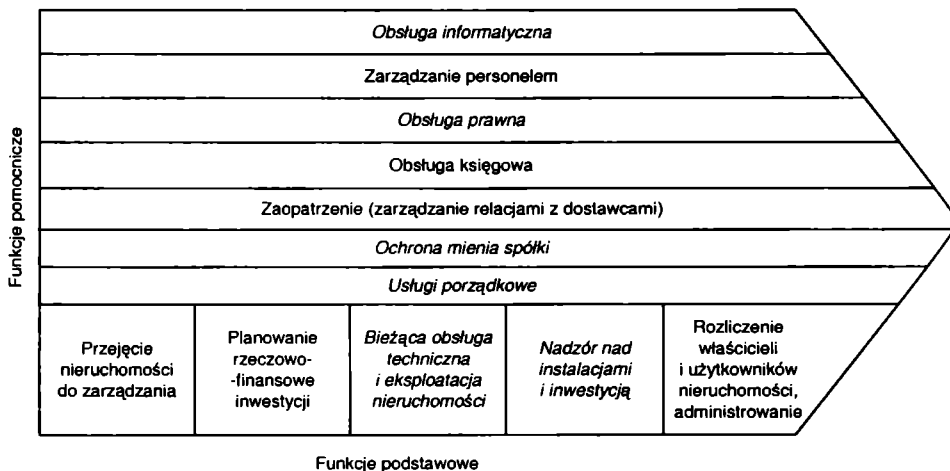 Obsługa informatyczna
Zarządzanie personelem
Obsługa prawna
Obsługa księgowa
Zaopatrzenie (zarządzanie relacjami z dostawcami)
Ochrona mienia spółki
Usługi porządkowe
Funkcje pomocnicze
Przejęcie
nieruchomości
do zarządzania
Planowanie
rzeczowo-
-finansowe
inwestycji
Bieżąca obsługa
techniczna
i eksploatacja
nieruchomości
Nadzór nad
instalacjami
i inwestycją
Rozliczenie
właścicieli
i użytkowników
nieruchomości,
administrowanie
Funkcje podstawowe